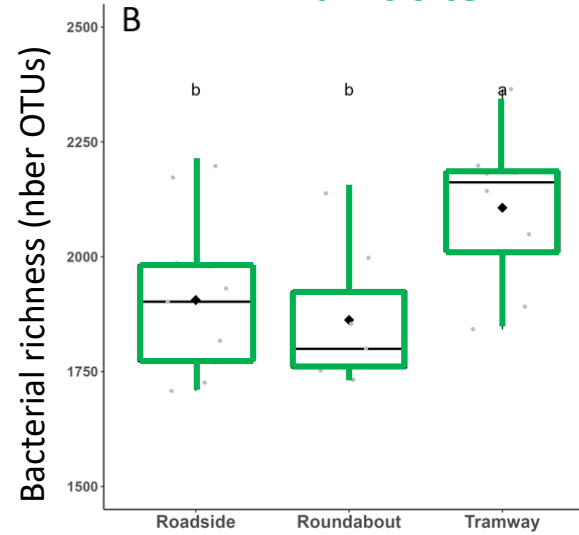 B
Bacterial richness (nber OTUs)
2500
2250
2000
1750
1500
b b a
Roadside Roundabout Tramway